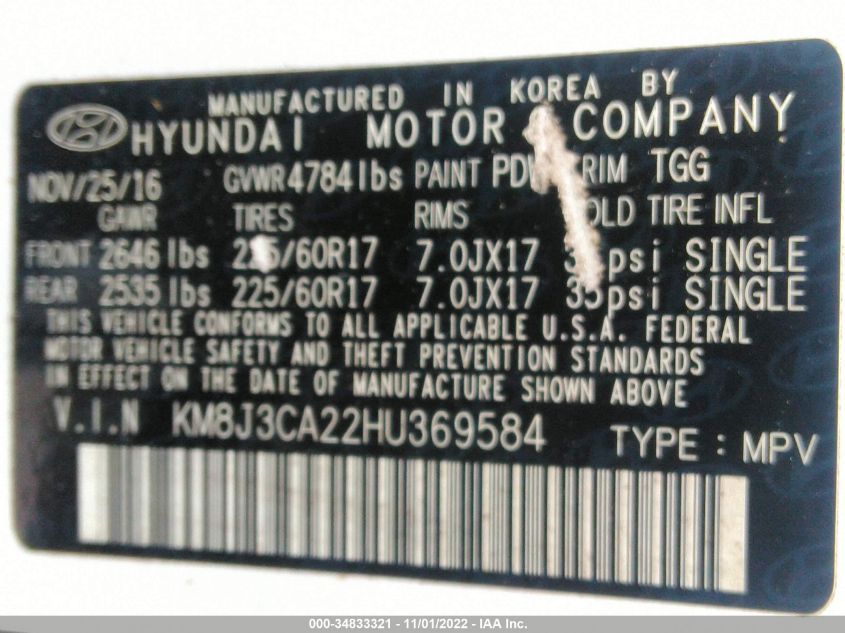 MANUFACTURED IN KOREA BY
HYUNDAI MOTOR COMPANY
NOV/25/16 GVWR 4784 lbs PAINT TGG
GAWR TIRES RIMS TIRE INFL
FRONT 2646 lbs 7.0JX17 psi SINGLE
REAR 2535 lbs 225/60R17 7.0JX17 35psi SINGLE
THIS VEHICLE CONFORMS TO ALL APPLICABLE U.S.A. FEDERAL
MOTOR VEHICLE SAFETY AND THEFT PREVENTION STANDARDS
IN EFFECT ON THE DATE OF MANUFACTURE SHOWN ABOVE
V.I.N KM8J3CA22HU369584 TYPE : MPV
000-34833321 - 11/01/2022 - IAA Inc.